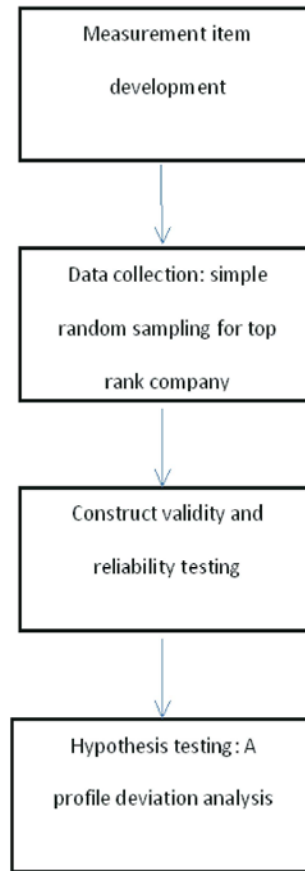 Measurement item
development
Data collection: simple
random sampling for top
rank company
Construct validity and
reliability testing
Hypothesis testing: A
profile deviation analysis